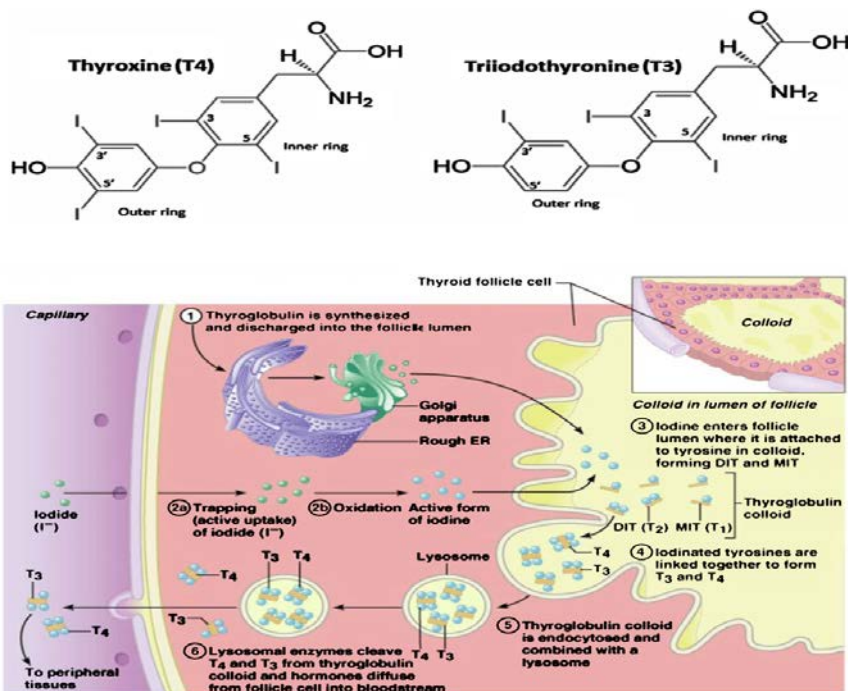 Thyroxine (T4)
H
O
OH
NH2
I
I
3
5
I
Inner ring
3'
HO
5'
O
I
Outer ring
Triiodothyronine (T3)
H
O
OH
NH2
I
I
3
5
I
Inner ring
3'
HO
5'
O
Outer ring
Thyroid follicle cell
Capillary
1 Thyroglobulin is synthesized
and discharged into the follicle lumen
Colloid
Golgi
apparatus
Rough ER
Colloid in lumen of follicle
3 Iodine enters follicle
lumen where it is attached
to tyrosine in colloid,
forming DIT and MIT
Iodide
(I–)
2a Trapping
(active uptake)
of iodide (I–)
2b Oxidation
Active form
of iodine
DIT (T2)
MIT (T1)
Thyroglobulin
colloid
T4
T3
4 Iodinated tyrosines are
linked together to form
T3 and T4
T3
T4
T4
T3
Lysosome
T4
T3
5 Thyroglobulin colloid
is endocytosed and
combined with a
lysosome
T3
T4
To peripheral
tissues
6 Lysosomal enzymes cleave
T4 and T3 from thyroglobulin
colloid and hormones diffuse
from follicle cell into bloodstream